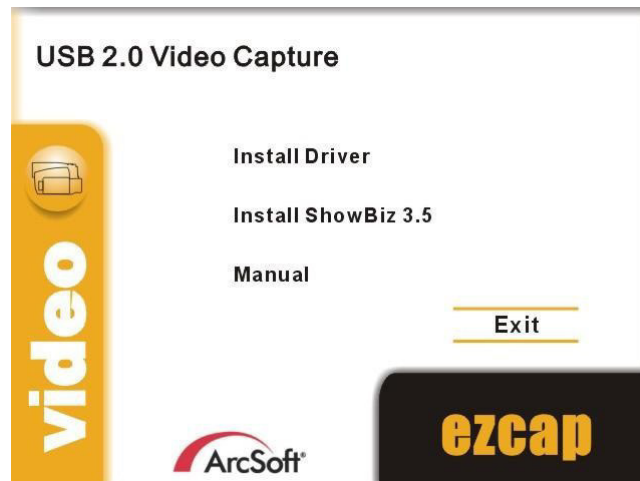 USB 2.0 Video Capture
Install Driver
Install ShowBiz 3.5
Manual
Exit
video
ArcSoft®
ezcap